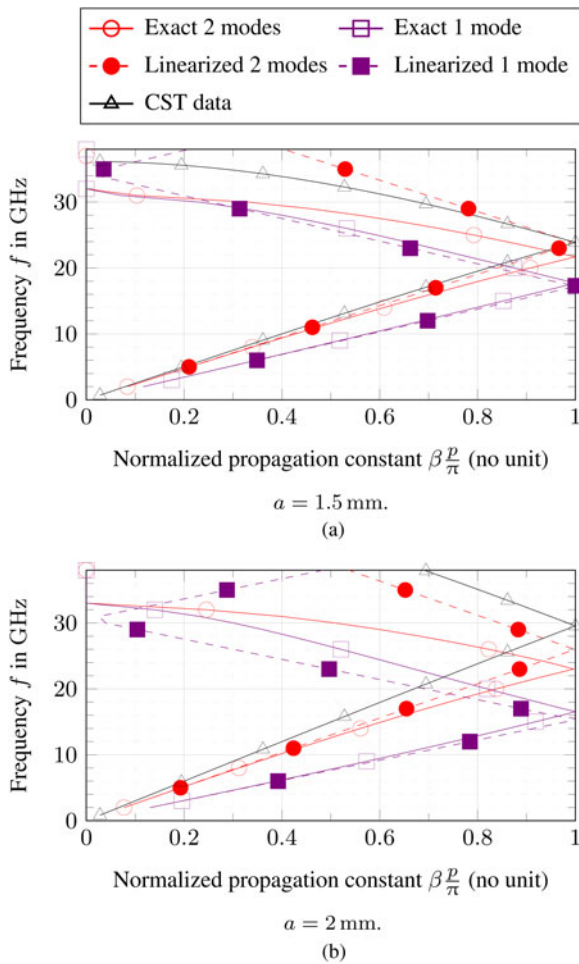 Exact 2 modes Exact 1 mode
Linearized 2 modes Linearized 1 mode
CST data
30
20
10
0
0 0.2 0.4 0.6 0.8 1
Frequency f in GHz
Normalized propagation constant β p/π (no unit)
a = 1.5 mm.
(a)
30
20
10
0
0 0.2 0.4 0.6 0.8 1
Frequency f in GHz
Normalized propagation constant β p/π (no unit)
a = 2 mm.
(b)